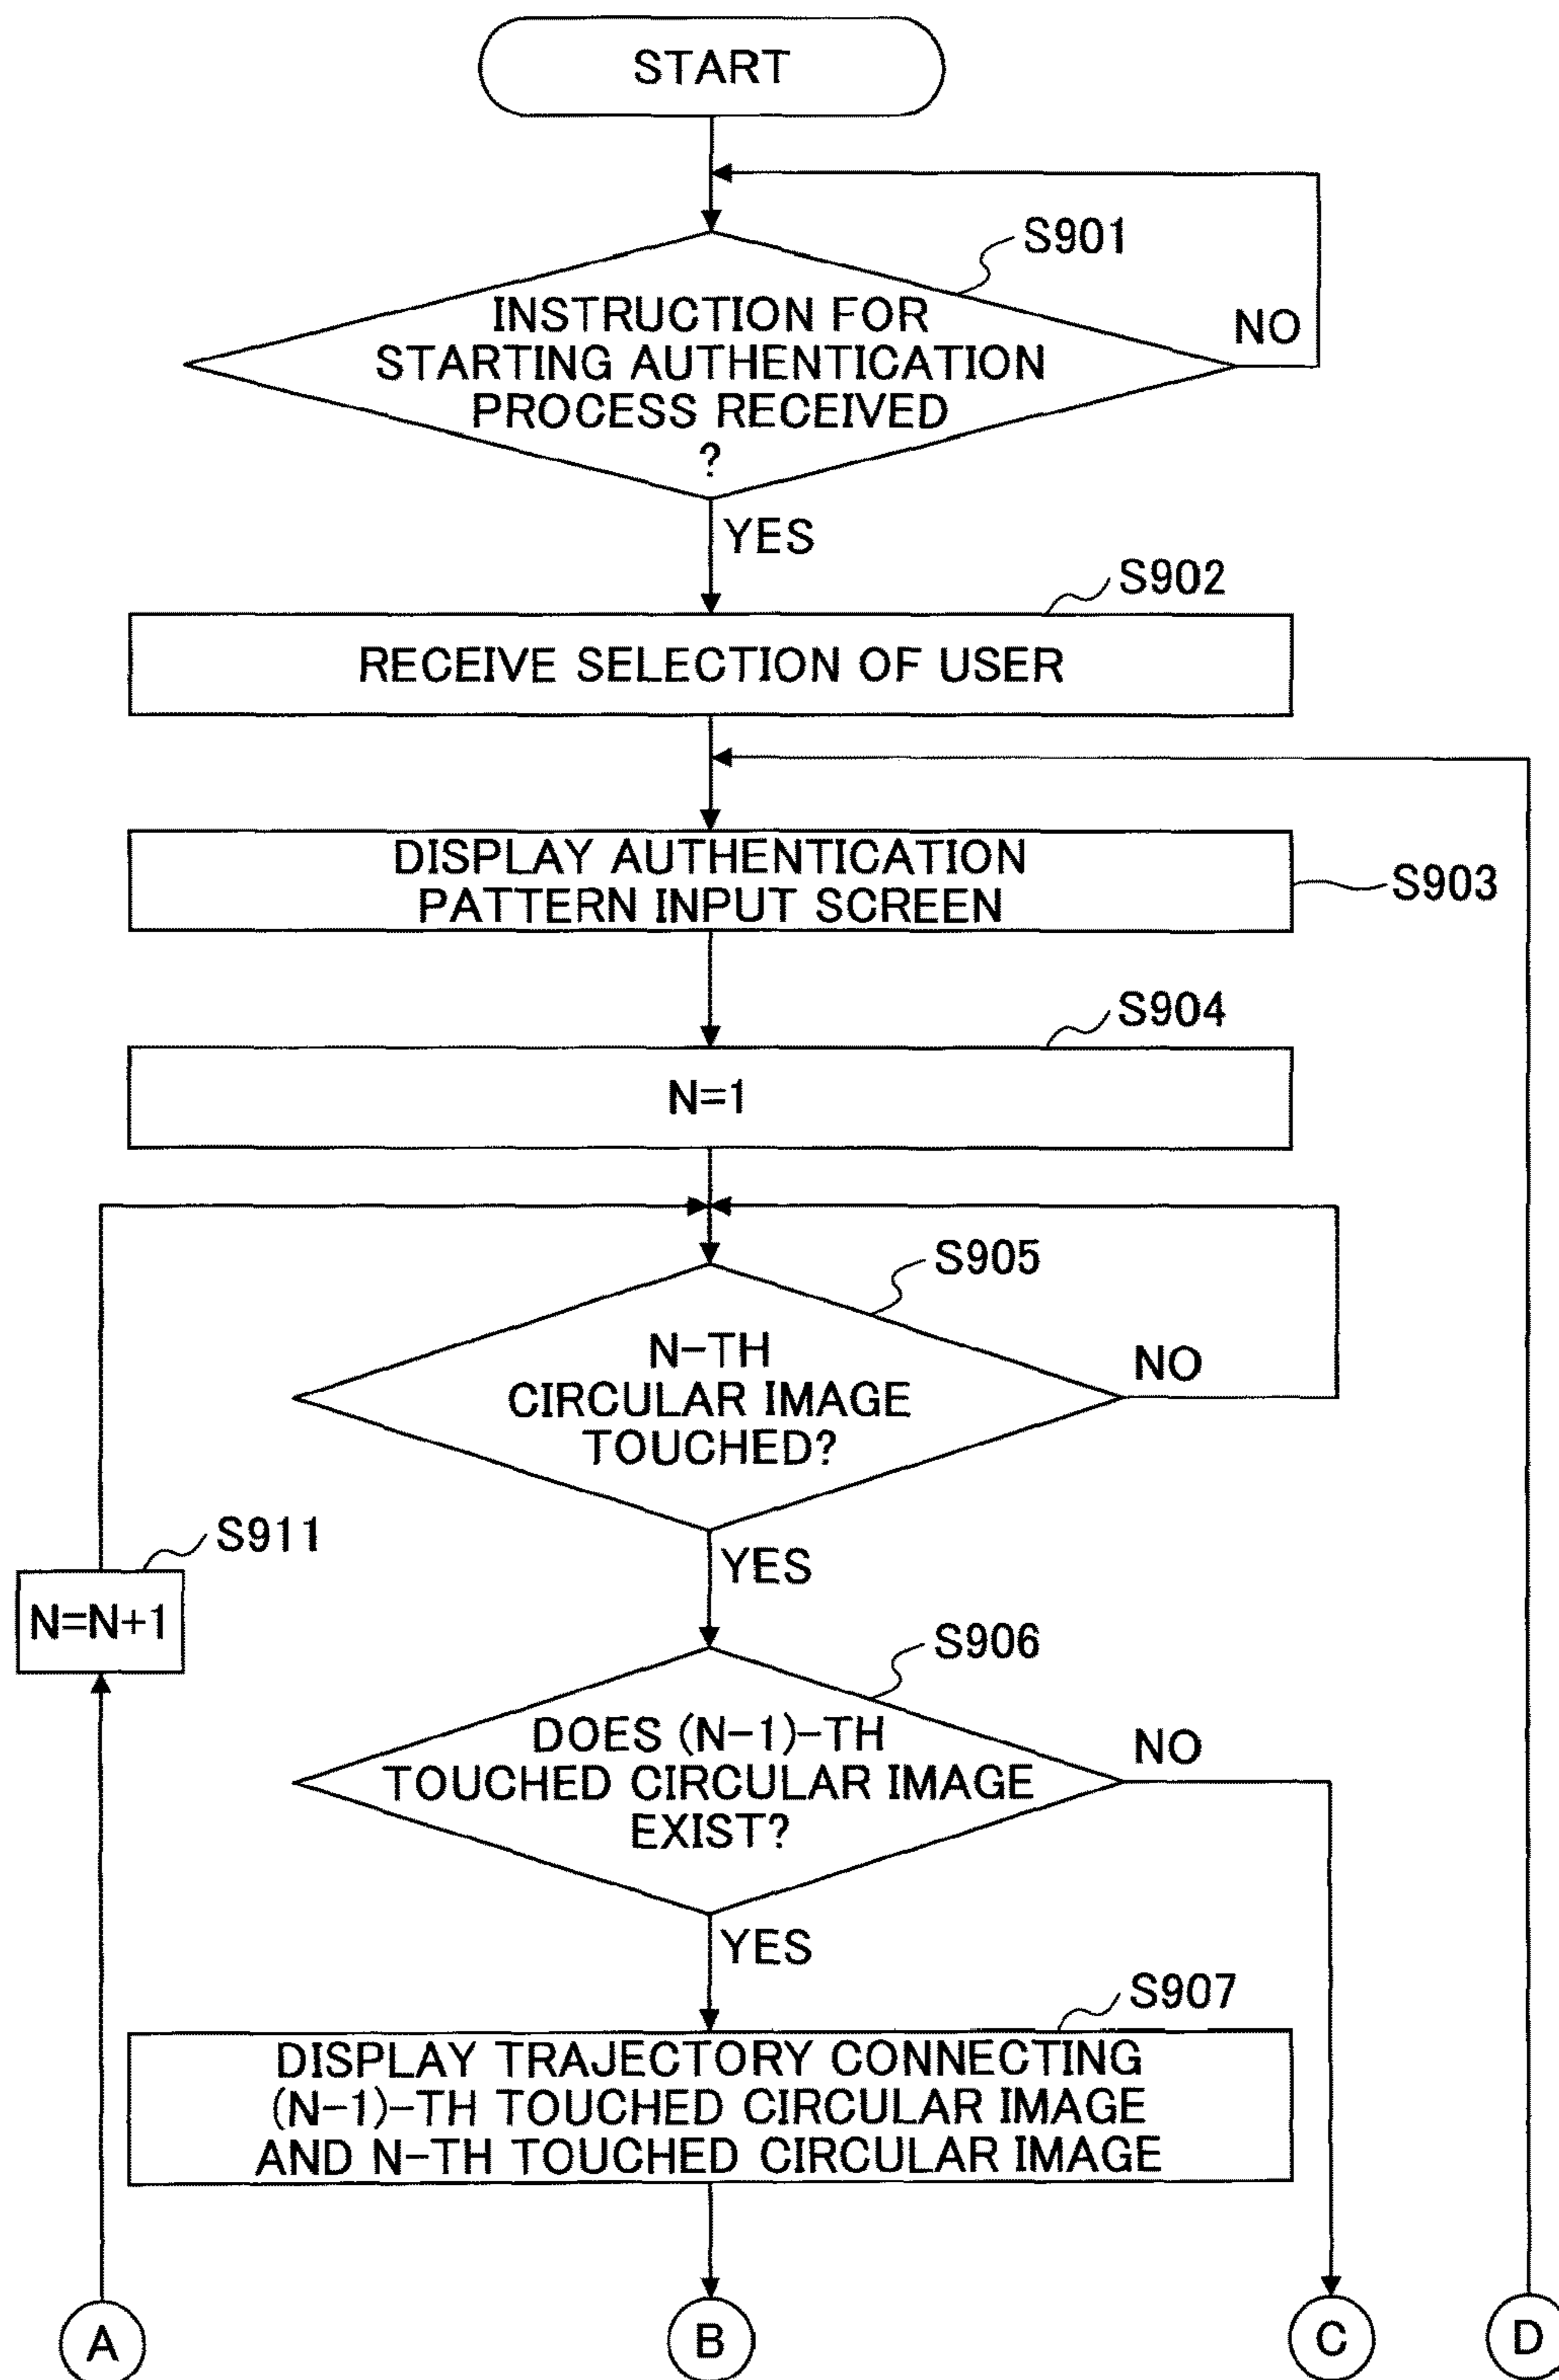 START
S901
INSTRUCTION FOR
STARTING AUTHENTICATION
PROCESS RECEIVED
?
NO
YES
S902
RECEIVE SELECTION OF USER
DISPLAY AUTHENTICATION
PATTERN INPUT SCREEN
S903
S904
N=1
S905
N-TH
CIRCULAR IMAGE
TOUCHED?
NO
YES
S911
N=N+1
S906
DOES (N-1)-TH
TOUCHED CIRCULAR IMAGE
EXIST?
NO
YES
S907
DISPLAY TRAJECTORY CONNECTING
(N-1)-TH TOUCHED CIRCULAR IMAGE
AND N-TH TOUCHED CIRCULAR IMAGE
A
B
C
D